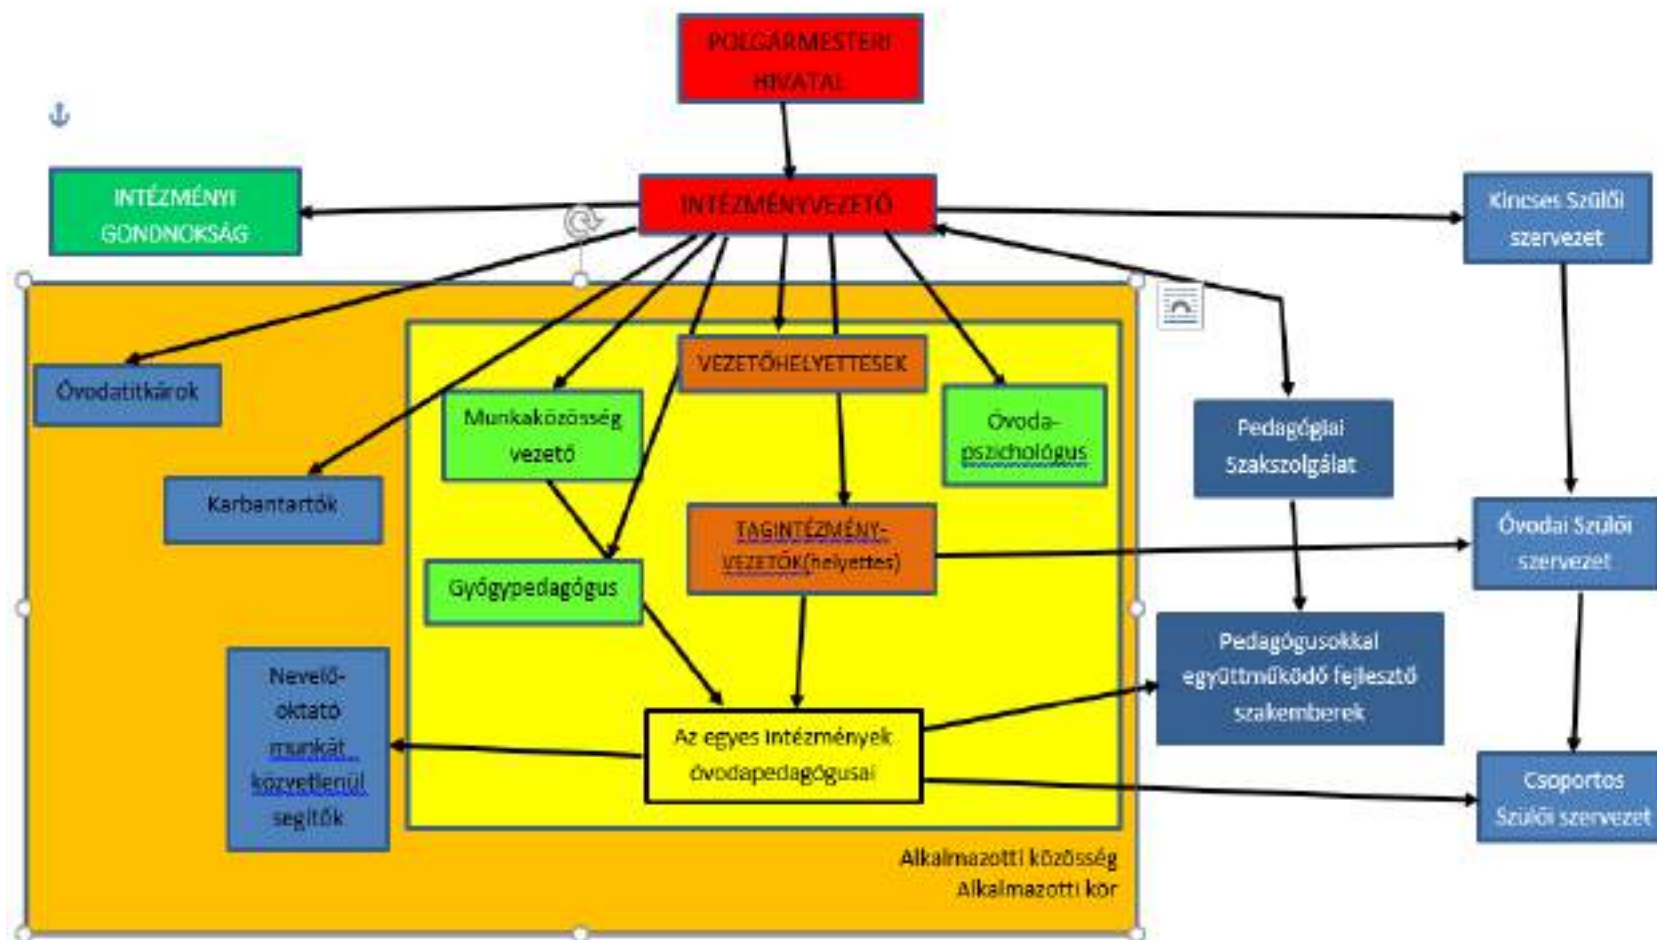 POLGÁRMESTERI
HIVATAL
INTÉZMÉNYI
GONDNOKSÁG
INTÉZMÉNYVEZETŐ
Kincses Szülői
szervezet
Óvodatitkárok
VEZETŐHELYETTESEK
Munkaközösség
vezető
Óvoda-
pszichológus
Pedagógiai
Szakszolgálat
Karbantartók
TAGINTÉZMÉNY-
VEZETŐK(helyettes)
Óvodai Szülői
szervezet
Gyógypedagógus
Nevelő-
oktató
munkát
közvetlenül
segítők
Pedagógusokkal
együttműködő fejlesztő
szakemberek
Az egyes intézmények
óvodapedagógusai
Csoportos
Szülői szervezet
Alkalmazotti közösség
Alkalmazotti kör